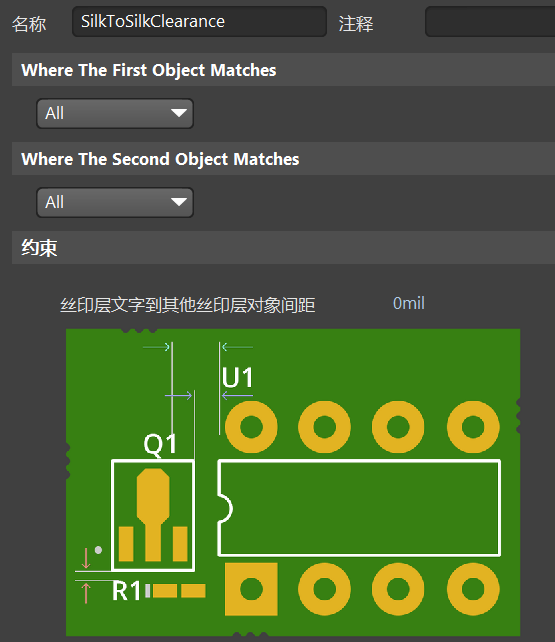 名称 SilkToSilkClearance 注释
Where The First Object Matches
All
Where The Second Object Matches
All
约束
丝印层文字到其他丝印层对象间距 0mil
U1
Q1
R1